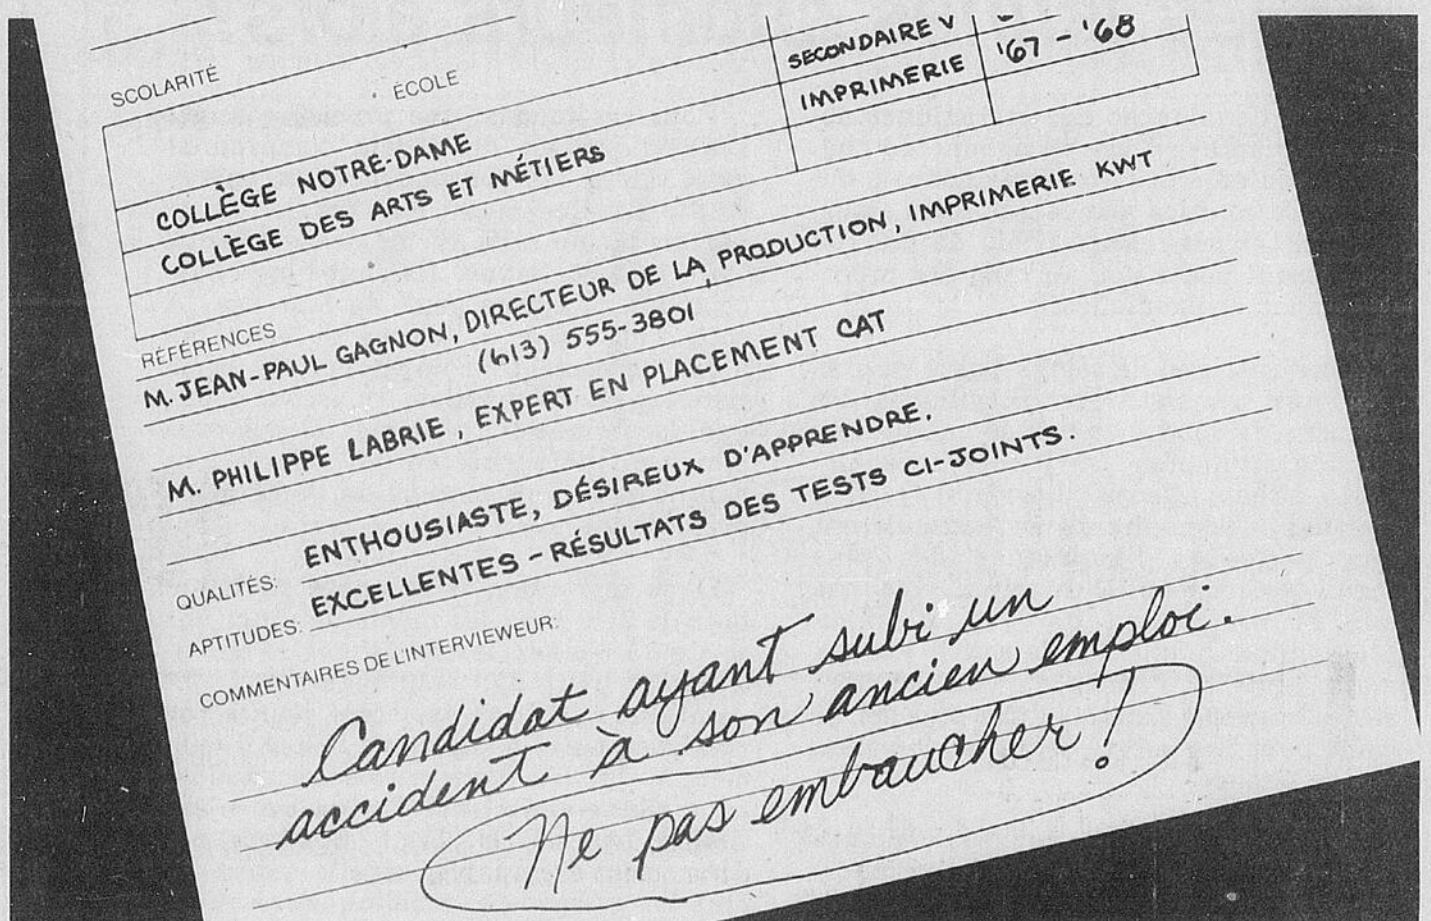 SCOLARITÉ
ÉCOLE
SECONDAIRE V
IMPRIMERIE '67 - '68
COLLÈGE NOTRE-DAME
COLLÈGE DES ARTS ET MÉTIERS
RÉFÉRENCES
M. JEAN-PAUL GAGNON, DIRECTEUR DE LA PRODUCTION, IMPRIMERIE KWT
(613) 555-3801
M. PHILIPPE LABRIE, EXPERT EN PLACEMENT CAT
QUALITÉS: ENTHOUSIASTE, DÉSIREUX D'APPRENDRE.
APTITUDES: EXCELLENTES - RÉSULTATS DES TESTS CI-JOINTS.
COMMENTAIRES DE L'INTERVIEWEUR:
Candidat ayant subi un
accident à son ancien emploi.
Ne pas embaucher!